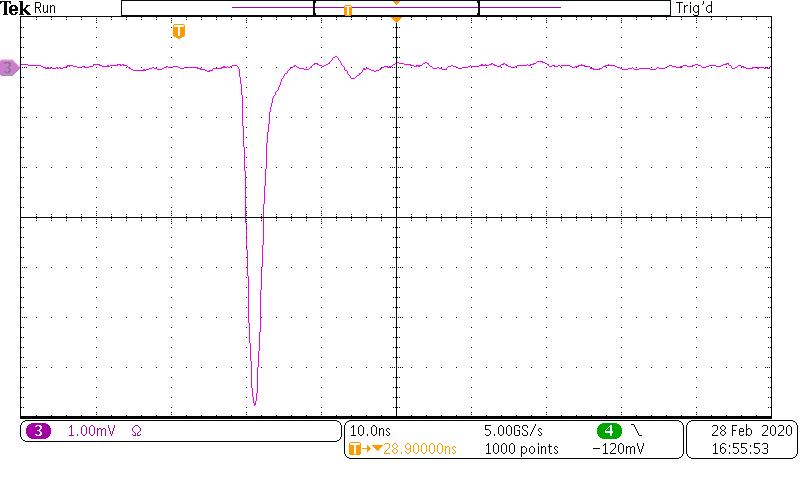 Tek Run Trig'd
T
T
3
3 1.00mV Ω
10.0ns 5.00GS/s 4 -120mV
T→▼28.90000ns 1000 points
28 Feb 2020
16:55:53